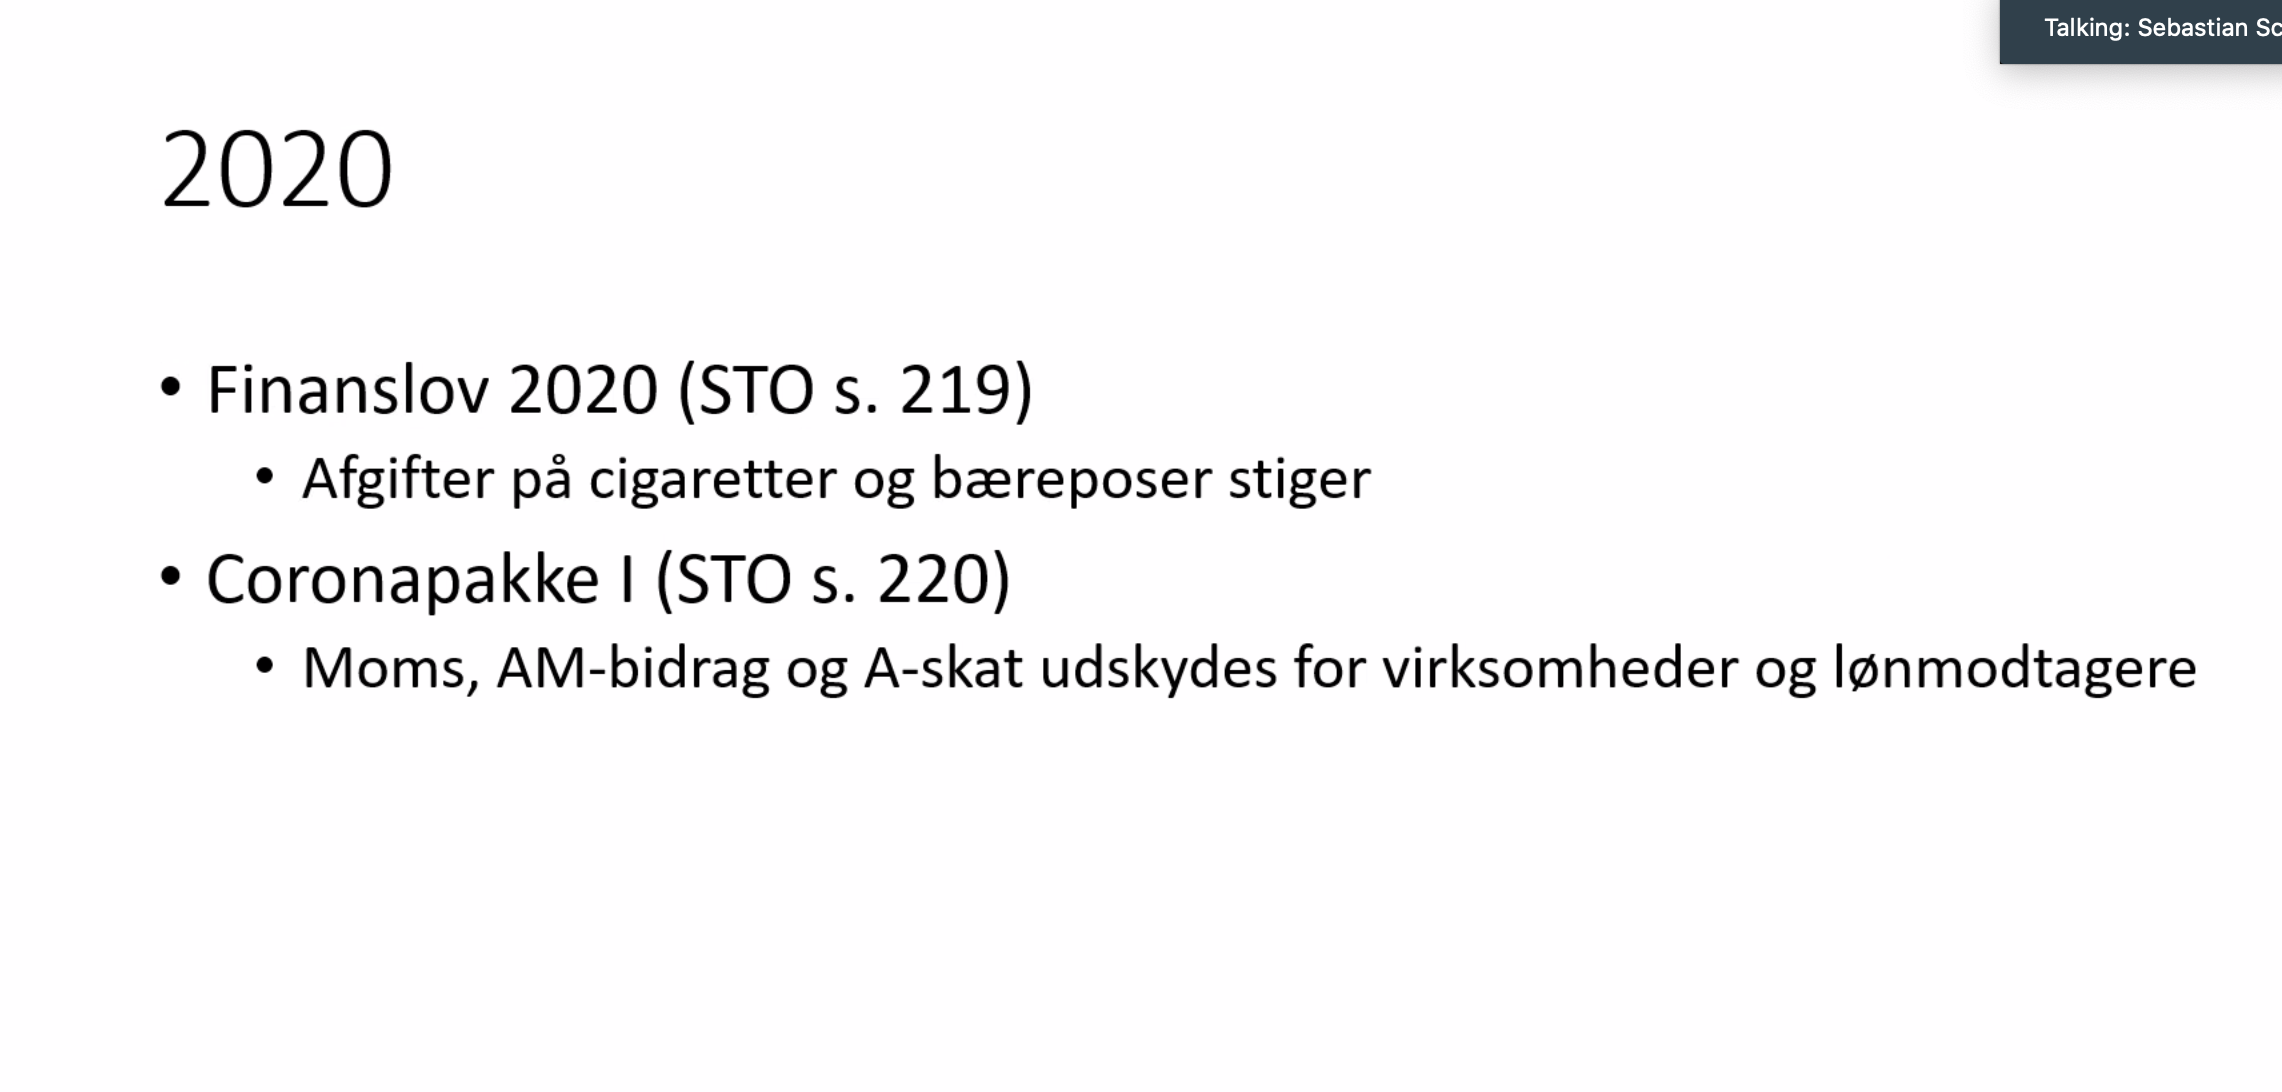 Talking: Sebastian
2020
• Finanslov 2020 (STO s. 219)
• Afgifter på cigaretter og bæreposer stiger
• Coronapakke I (STO s. 220)
• Moms, AM-bidrag og A-skat udskydes for virksomheder og lønmodtagere